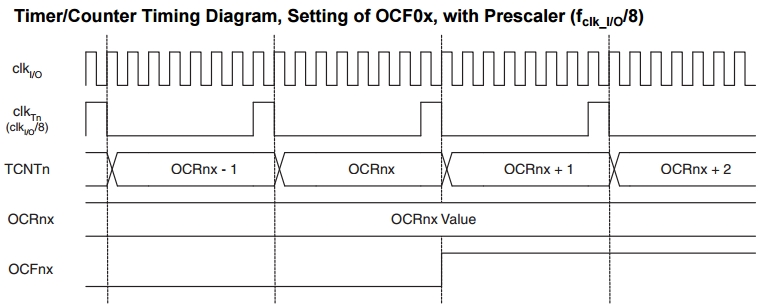 Timer/Counter Timing Diagram, Setting of OCF0x, with Prescaler (fclk_I/O/8)
clkI/O
clkTn
(clkI/O/8)
TCNTn OCRnx - 1 OCRnx OCRnx + 1 OCRnx + 2
OCRnx OCRnx Value
OCFnx